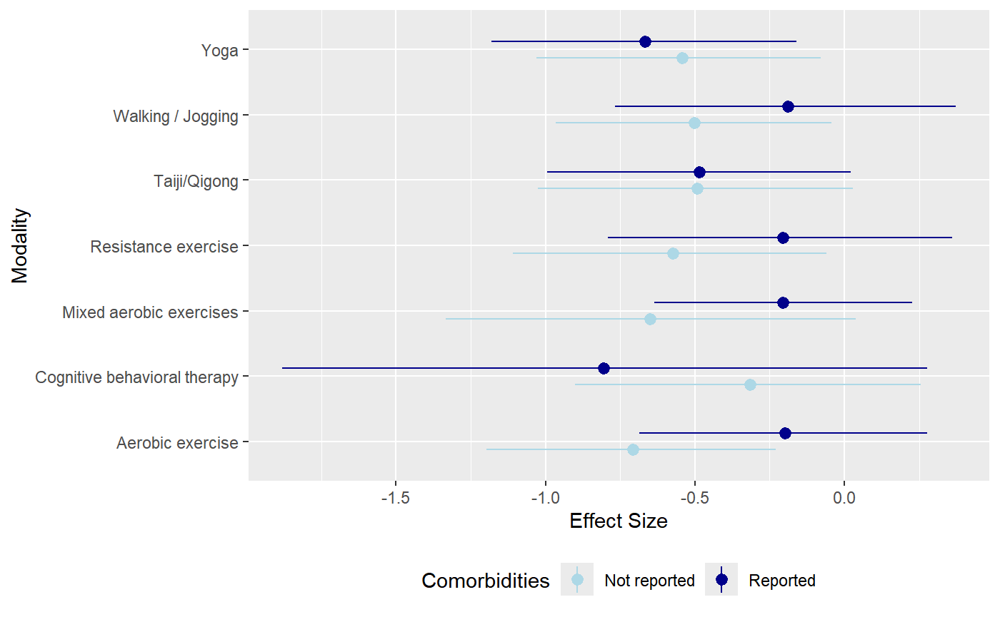 Yoga
Walking / Jogging
Taiji/Qigong
Resistance exercise
Mixed aerobic exercises
Cognitive behavioral therapy
Aerobic exercise
Modality
-1.5 -1.0 -0.5 0.0
Effect Size
Comorbidities Not reported Reported